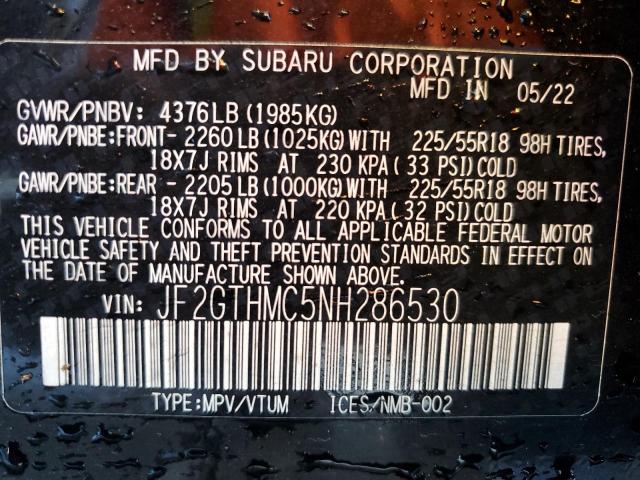 MFD BY SUBARU CORPORATION
MFD IN 05/22
GVWR/PNBV: 4376LB (1985KG)
GAWR/PNBE:FRONT- 2260LB (1025KG)WITH 225/55R18 98H TIRES,
18X7J RIMS AT 230 KPA( 33 PSI)COLD
GAWR/PNBE:REAR - 2205LB (1000KG)WITH 225/55R18 98H TIRES,
18X7J RIMS AT 220 KPA( 32 PSI)COLD
THIS VEHICLE CONFORMS TO ALL APPLICABLE FEDERAL MOTOR
VEHICLE SAFETY AND THEFT PREVENTION STANDARDS IN EFFECT ON
THE DATE OF MANUFACTURE SHOWN ABOVE.
VIN: JF2GTHMC5NH286530
TYPE:MPV/VTUM ICES/NMB-002